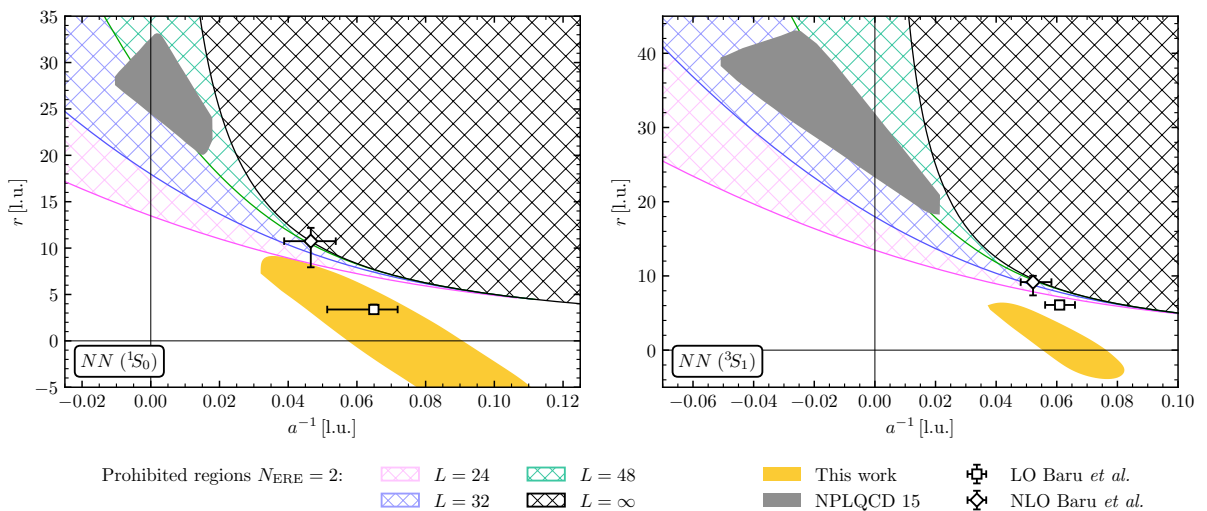 35
30
25
20
15
10
5
0
−5
r [l.u.]
NN (¹S₀)
−0.02 0.00 0.02 0.04 0.06 0.08 0.10 0.12
a⁻¹ [l.u.]
40
30
20
10
0
r [l.u.]
NN (³S₁)
−0.06 −0.04 −0.02 0.00 0.02 0.04 0.06 0.08 0.10
a⁻¹ [l.u.]
Prohibited regions N_ERE = 2: L = 24 L = 48 This work LO Baru et al.
L = 32 L = ∞ NPLQCD 15 NLO Baru et al.